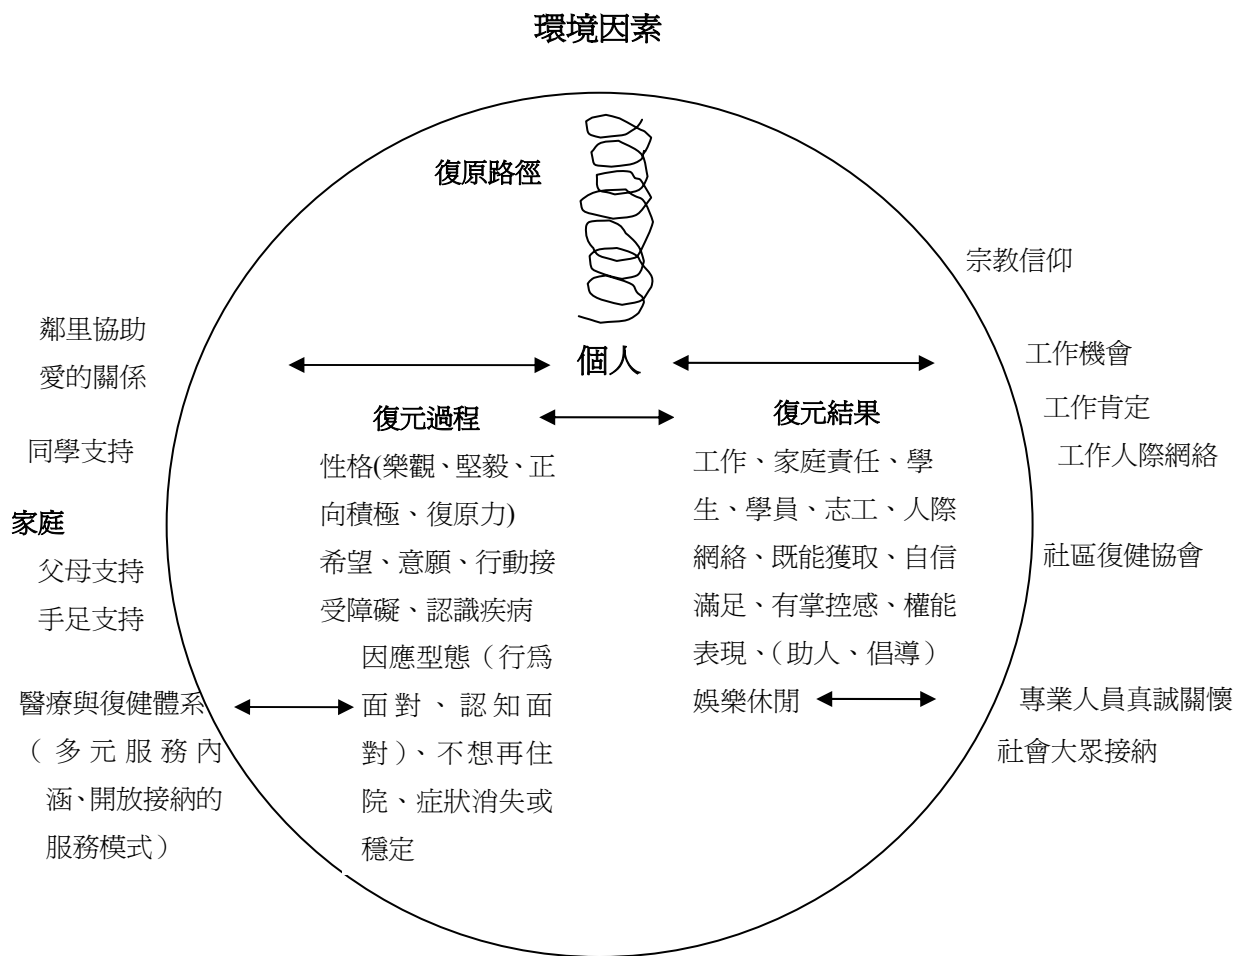 環境因素
復原路徑
宗教信仰
鄰里協助
愛的關係
同學支持
家庭
父母支持
手足支持
醫療與復健體系
（多元服務內
涵、開放接納的
服務模式）
個人
復元過程
性格(樂觀、堅毅、正
向積極、復原力)
希望、意願、行動接
受障礙、認識疾病
因應型態（行為
面對、認知面
對）、不想再住
院、症狀消失或
穩定
復元結果
工作、家庭責任、學
生、學員、志工、人際
網絡、既能獲取、自信
滿足、有掌控感、權能
表現、（助人、倡導）
娛樂休閒
工作機會
工作肯定
工作人際網絡
社區復健協會
專業人員真誠關懷
社會大眾接納